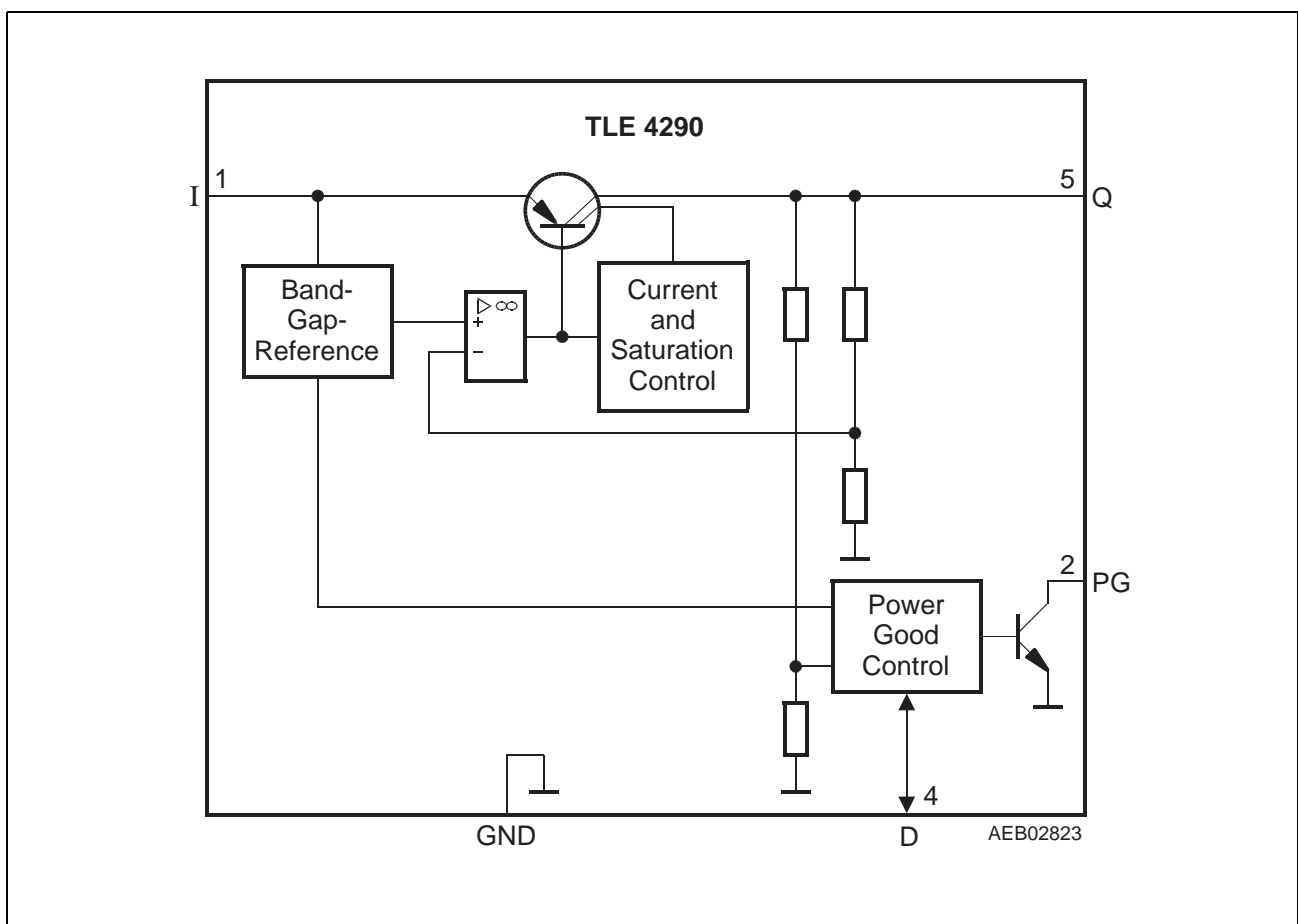 TLE 4290
1
5
I
Q
Band-
Gap-
Reference
▷ ∞
+
−
Current
and
Saturation
Control
2
PG
Power
Good
Control
4
GND
D
AEB02823